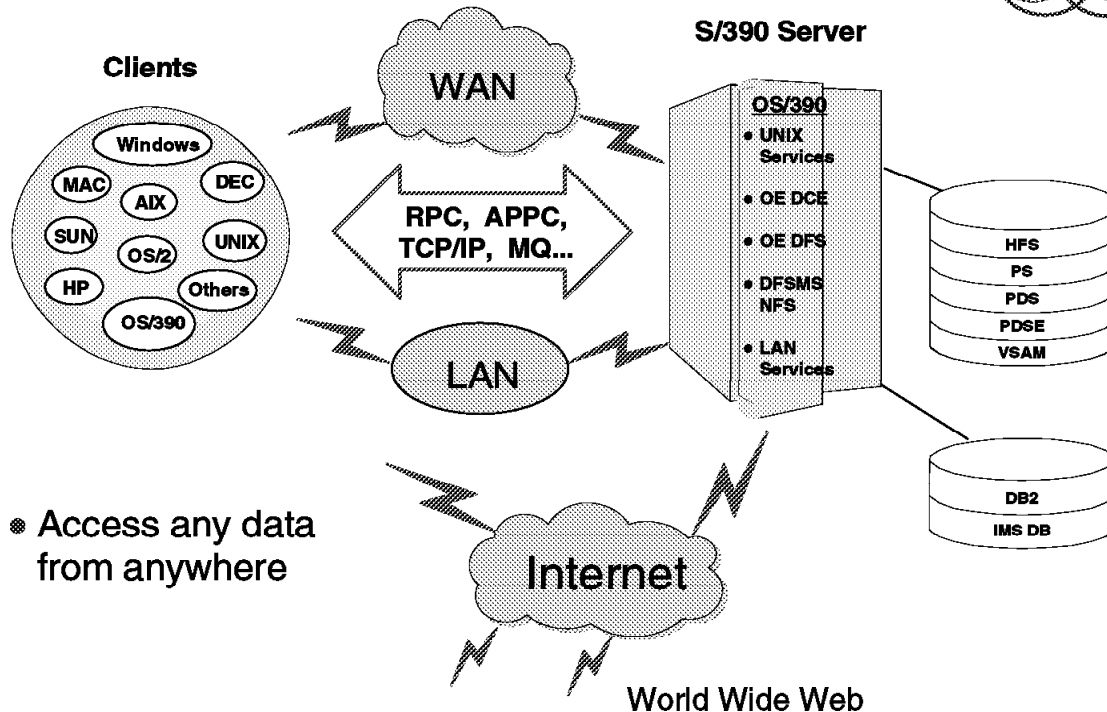 S/390 Server
Clients
WAN
Windows
MAC
DEC
AIX
SUN
UNIX
OS/2
HP
Others
OS/390
RPC, APPC,
TCP/IP, MQ...
LAN
OS/390
• UNIX
Services
• OE DCE
• OE DFS
• DFSMS
NFS
• LAN
Services
HFS
PS
PDS
PDSE
VSAM
DB2
IMS DB
• Access any data
from anywhere
Internet
World Wide Web